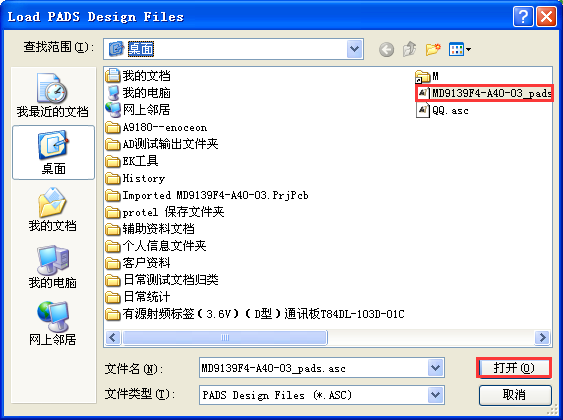 Load PADS Design Files
查找范围(I):
桌面
我最近的文档
桌面
我的文档
我的电脑
网上邻居
我的文档
我的电脑
网上邻居
A9180--enoceon
AD测试输出文件夹
EK工具
History
Imported MD9139F4-A40-03.PrjPcb
protel 保存文件夹
辅助资料文档
个人信息文件夹
客户资料
日常测试文档归类
日常统计
有源射频标签(3.6V)(D型)通讯板T84DL-103D-01C
M
MD9139F4-A40-03_pads
QQ.asc
文件名(N):
MD9139F4-A40-03_pads.asc
打开(O)
文件类型(T):
PADS Design Files (*.ASC)
取消